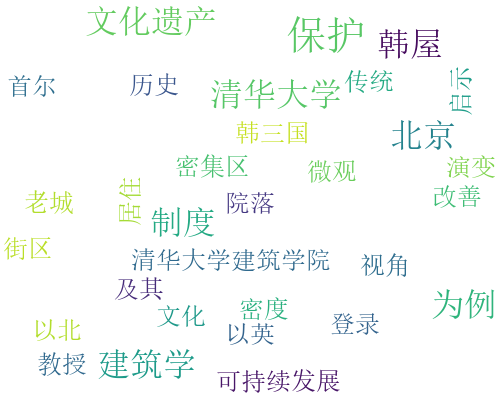 文化遗产
保护
韩屋
首尔
历史
清华大学
传统
启示
韩三国
北京
密集区
微观
演变
改善
老城
居住
院落
制度
街区
清华大学建筑学院
视角
及其
文化
密度
为例
以北
以英
登录
教授
建筑学
可持续发展